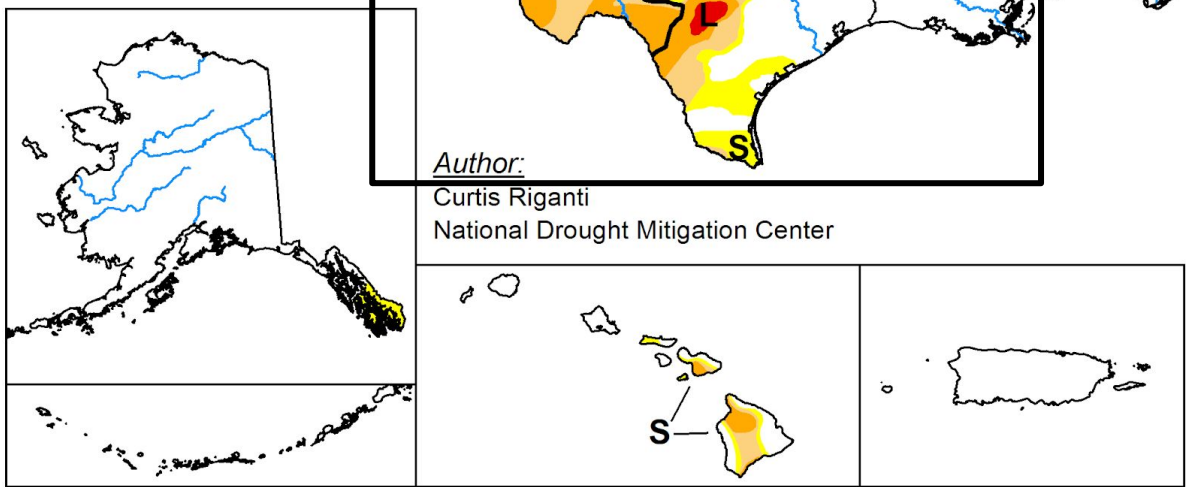 L
S
Author:
Curtis Riganti
National Drought Mitigation Center
S